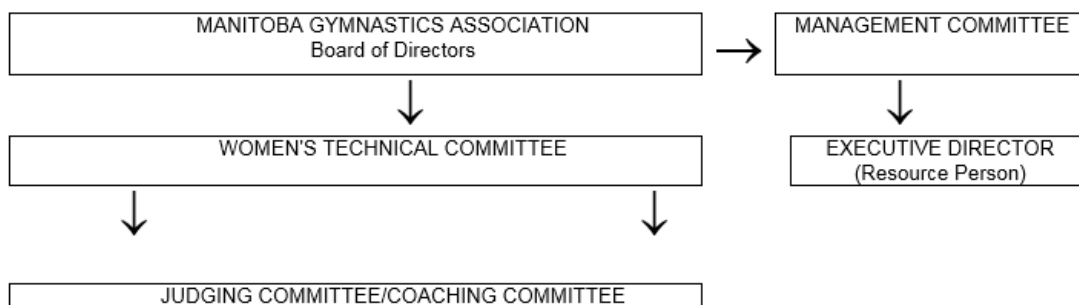 MANITOBA GYMNASTICS ASSOCIATION
Board of Directors
MANAGEMENT COMMITTEE
WOMEN'S TECHNICAL COMMITTEE
EXECUTIVE DIRECTOR
(Resource Person)
JUDGING COMMITTEE/COACHING COMMITTEE